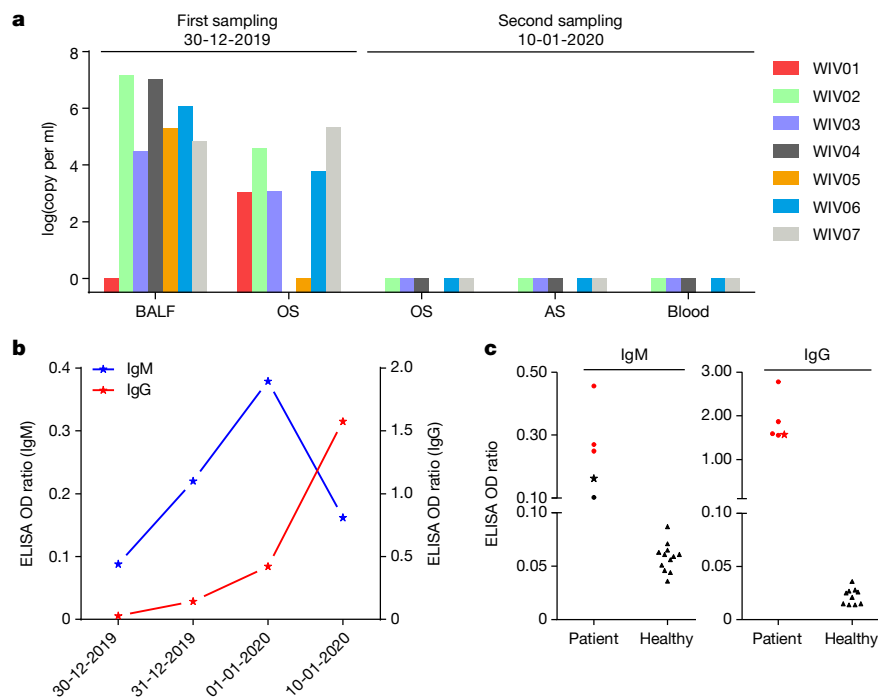 a
First sampling
30-12-2019
Second sampling
10-01-2020
log(copy per ml)
8
6
4
2
0
BALF
OS
OS
AS
Blood
WIV01
WIV02
WIV03
WIV04
WIV05
WIV06
WIV07
b
IgM
IgG
ELISA OD ratio (IgM)
0.4
0.3
0.2
0.1
0
2.0
1.5
1.0
0.5
0
ELISA OD ratio (IgG)
30-12-2019
31-12-2019
01-01-2020
10-01-2020
c
IgM
IgG
ELISA OD ratio
0.50
0.30
0.10
0.10
0.05
0
Patient
Healthy
3.00
2.00
1.00
0.10
0.05
0
Patient
Healthy